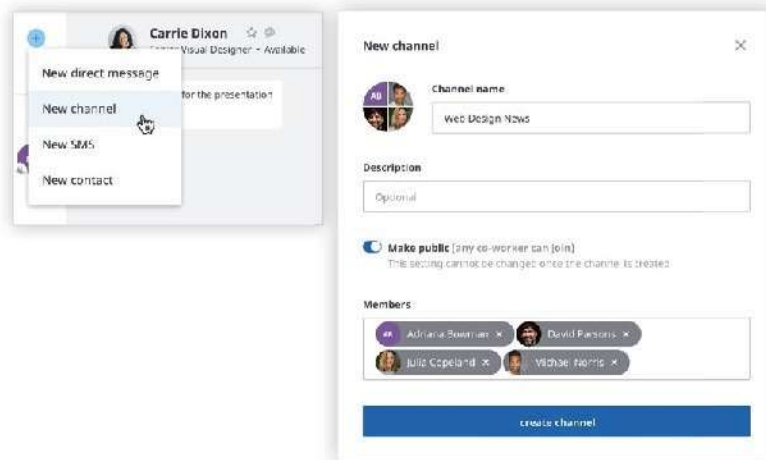 Carrie Dixon
Senior Visual Designer • Available
for the presentation
New direct message
New channel
New SMS
New contact
New channel
AB
Channel name
Web Design News
Description
Optional
Make public (any co-worker can join)
This setting cannot be changed once the channel is created
Members
Adriana Bowman × David Parsons ×
Julia Copeland × Michael Norris ×
create channel